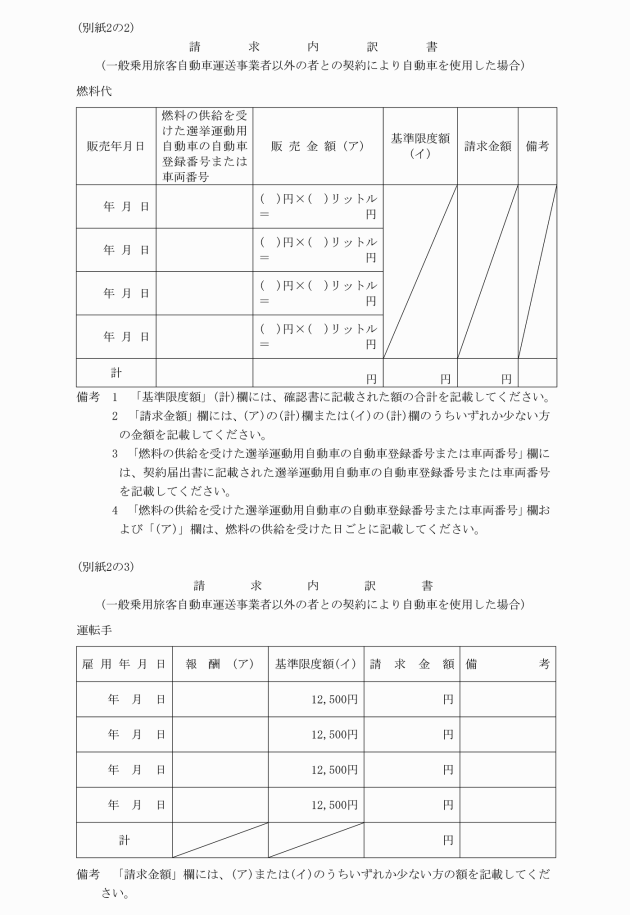 (別紙2の2)
請求内訳書
(一般乗用旅客自動車運送事業者以外の者との契約により自動車を使用した場合)
燃料代
販売年月日
燃料の供給を受
けた選挙運動用
自動車の自動車
登録番号または
車両番号
販売金額(ア)
基準限度額
(イ)
請求金額
備考
年 月 日
( )円×( )リットル
= 円
年 月 日
( )円×( )リットル
= 円
年 月 日
( )円×( )リットル
= 円
年 月 日
( )円×( )リットル
= 円
計 円 円 円
備考 1 「基準限度額」(計)欄には、確認書に記載された額の合計を記載してください。
2 「請求金額」欄には、(ア)の(計)欄または(イ)の(計)欄のうちいずれか少ない方
の金額を記載してください。
3 「燃料の供給を受けた選挙運動用自動車の自動車登録番号または車両番号」欄に
は、契約届出書に記載された選挙運動用自動車の自動車登録番号または車両番号
を記載してください。
4 「燃料の供給を受けた選挙運動用自動車の自動車登録番号または車両番号」欄お
よび「(ア)」欄は、燃料の供給を受けた日ごとに記載してください。
(別紙2の3)
請求内訳書
(一般乗用旅客自動車運送事業者以外の者との契約により自動車を使用した場合)
運転手
雇用年月日 報酬(ア) 基準限度額(イ) 請求金額 備考
年 月 日 12,500円 円
年 月 日 12,500円 円
年 月 日 12,500円 円
年 月 日 12,500円 円
計 円
備考 「請求金額」欄には、(ア)または(イ)のうちいずれか少ない方の額を記載してくだ
さい。